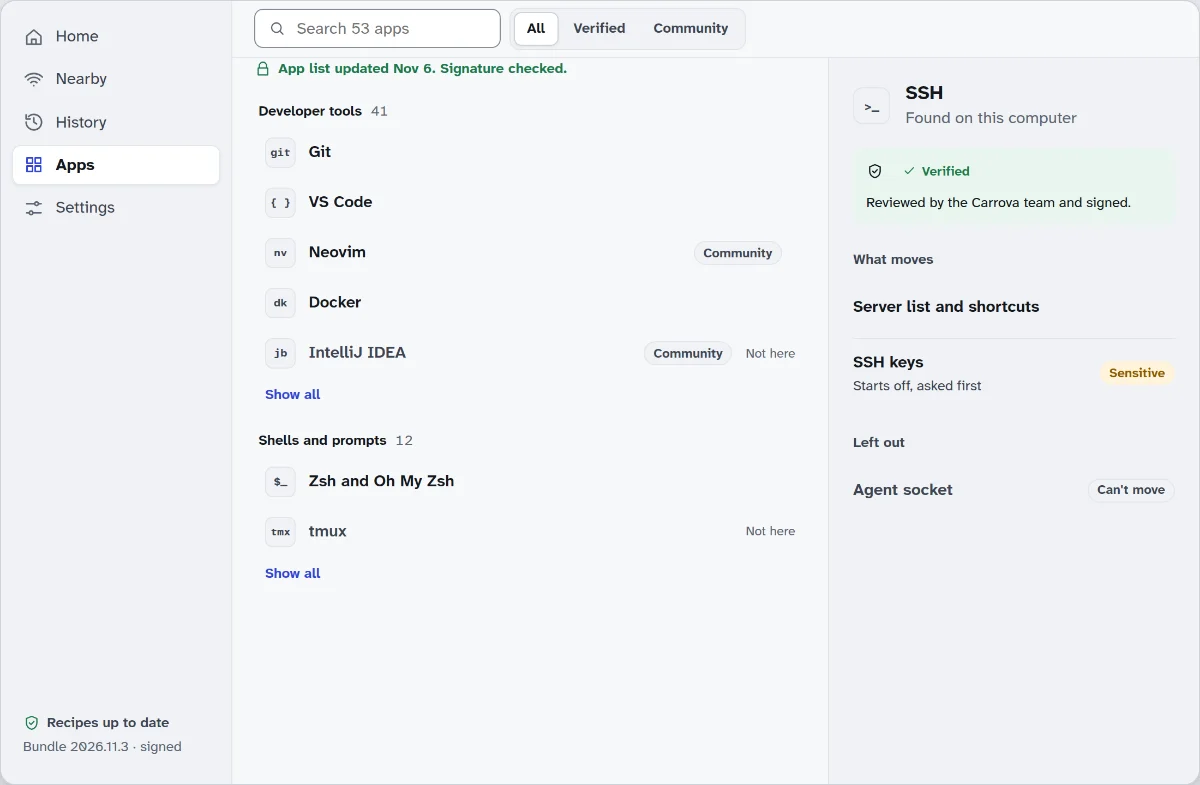 Home
Nearby
History
Apps
Settings
Recipes up to date
Bundle 2026.11.3 · signed
Search 53 apps
All
Verified
Community
App list updated Nov 6. Signature checked.
Developer tools 41
git Git
{ } VS Code
nv Neovim Community
dk Docker
jb IntelliJ IDEA Community Not here
Show all
Shells and prompts 12
$_ Zsh and Oh My Zsh
tmx tmux Not here
Show all
>_ SSH
Found on this computer
Verified
Reviewed by the Carrova team and signed.
What moves
Server list and shortcuts
SSH keys
Starts off, asked first
Sensitive
Left out
Agent socket Can't move